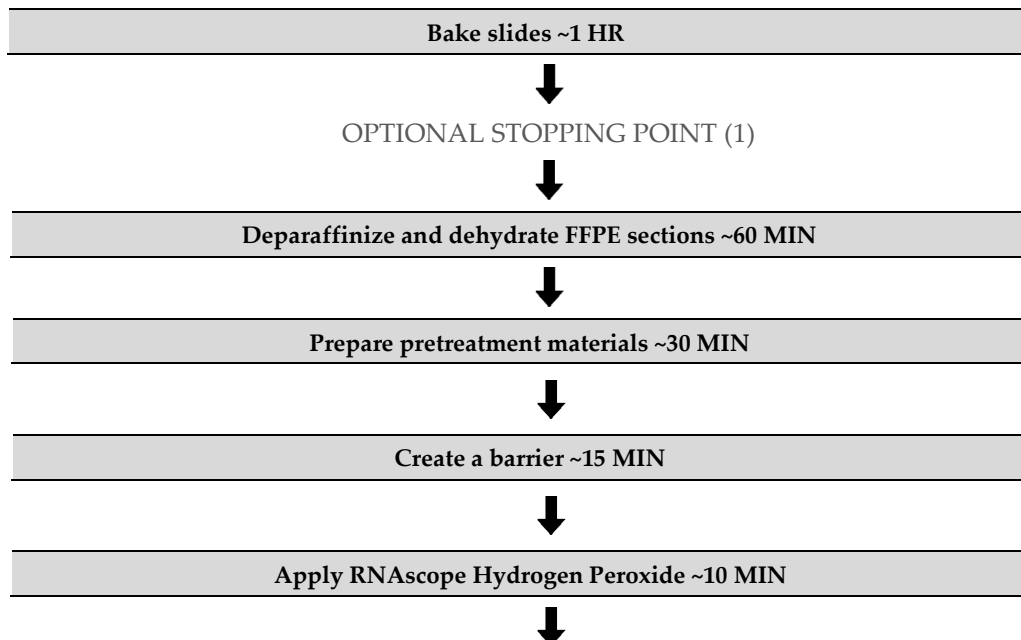 Bake slides ~1 HR
OPTIONAL STOPPING POINT (1)
Deparaffinize and dehydrate FFPE sections ~60 MIN
Prepare pretreatment materials ~30 MIN
Create a barrier ~15 MIN
Apply RNAscope Hydrogen Peroxide ~10 MIN